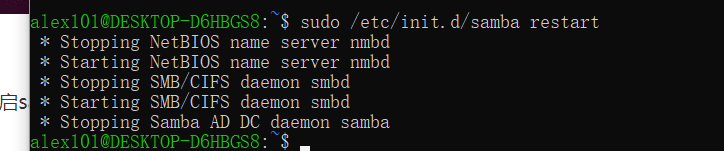 alex101@DESKTOP-D6HBGS8:~$ sudo /etc/init.d/samba restart
 * Stopping NetBIOS name server nmbd
 * Starting NetBIOS name server nmbd
 * Stopping SMB/CIFS daemon smbd
启sa
 * Starting SMB/CIFS daemon smbd
 * Stopping Samba AD DC daemon samba
alex101@DESKTOP-D6HBGS8:~$